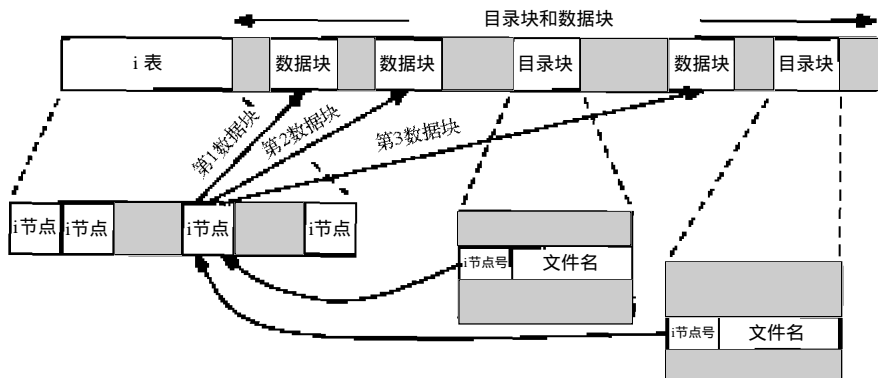 目录块和数据块
i 表
数据块
数据块
目录块
数据块
目录块
第1数据块
第2数据块
第3数据块
i节点
i节点
i节点
i节点
i节点号
文件名
i节点号
文件名